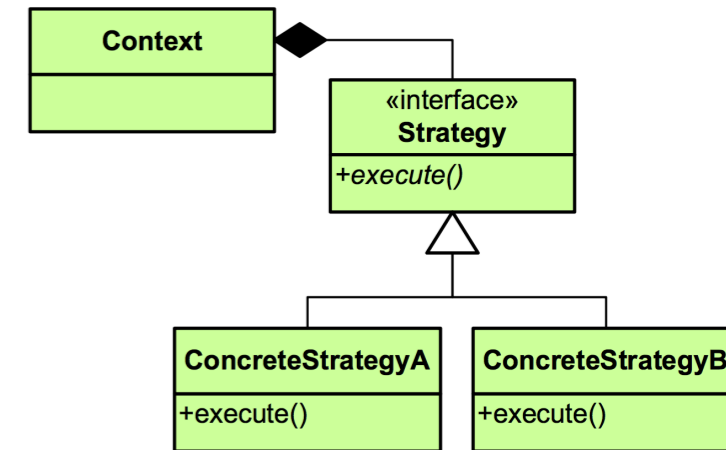 Context
«interface»
Strategy
+execute()
ConcreteStrategyA
ConcreteStrategyB
+execute()
+execute()